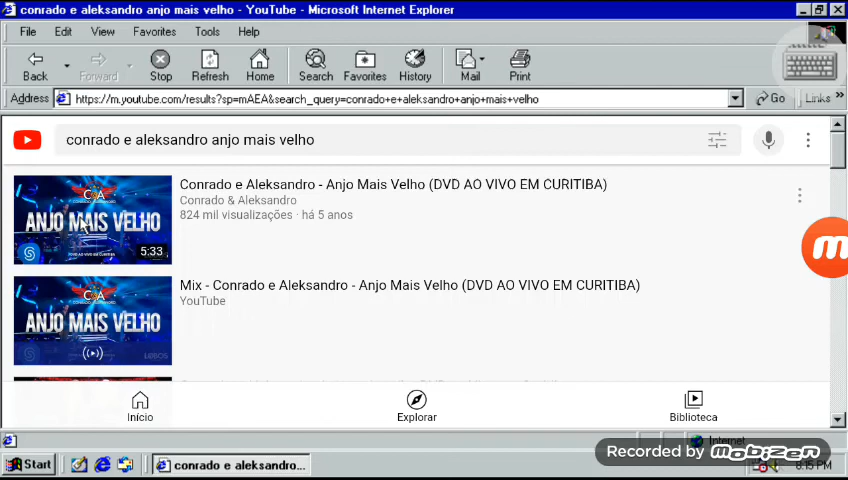 conrado e aleksandro anjo mais velho - YouTube - Microsoft Internet Explorer
File Edit View Favorites Tools Help
Back Forward Stop Refresh Home Search Favorites History Mail Print
Address https://m.youtube.com/results?sp=mAEA&search_query=conrado+e+aleksandro+anjo+mais+velho Go Links »
conrado e aleksandro anjo mais velho
Conrado e Aleksandro - Anjo Mais Velho (DVD AO VIVO EM CURITIBA)
Conrado & Aleksandro
824 mil visualizações · há 5 anos
C&A
ANJO MAIS VELHO
5:33
Mix - Conrado e Aleksandro - Anjo Mais Velho (DVD AO VIVO EM CURITIBA)
YouTube
C&A
ANJO MAIS VELHO
Início Explorar Biblioteca
Internet
Recorded by mobizen
Start conrado e aleksandro... 8:15 PM